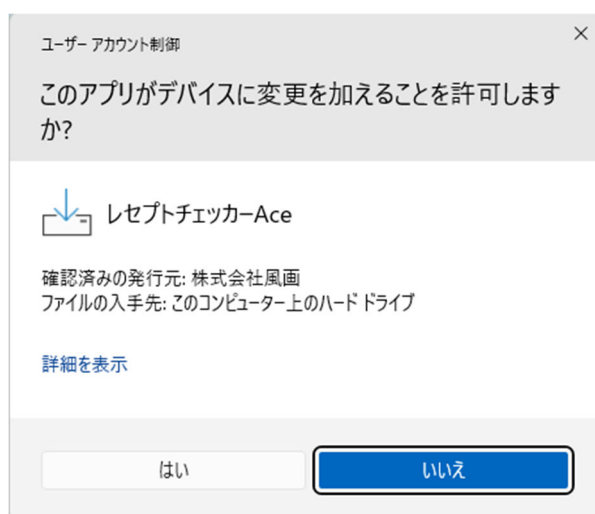 ユーザー アカウント制御
このアプリがデバイスに変更を加えることを許可します
か?
レセプトチェッカーAce
確認済みの発行元: 株式会社風画
ファイルの入手先: このコンピューター上のハード ドライブ
詳細を表示
はい
いいえ